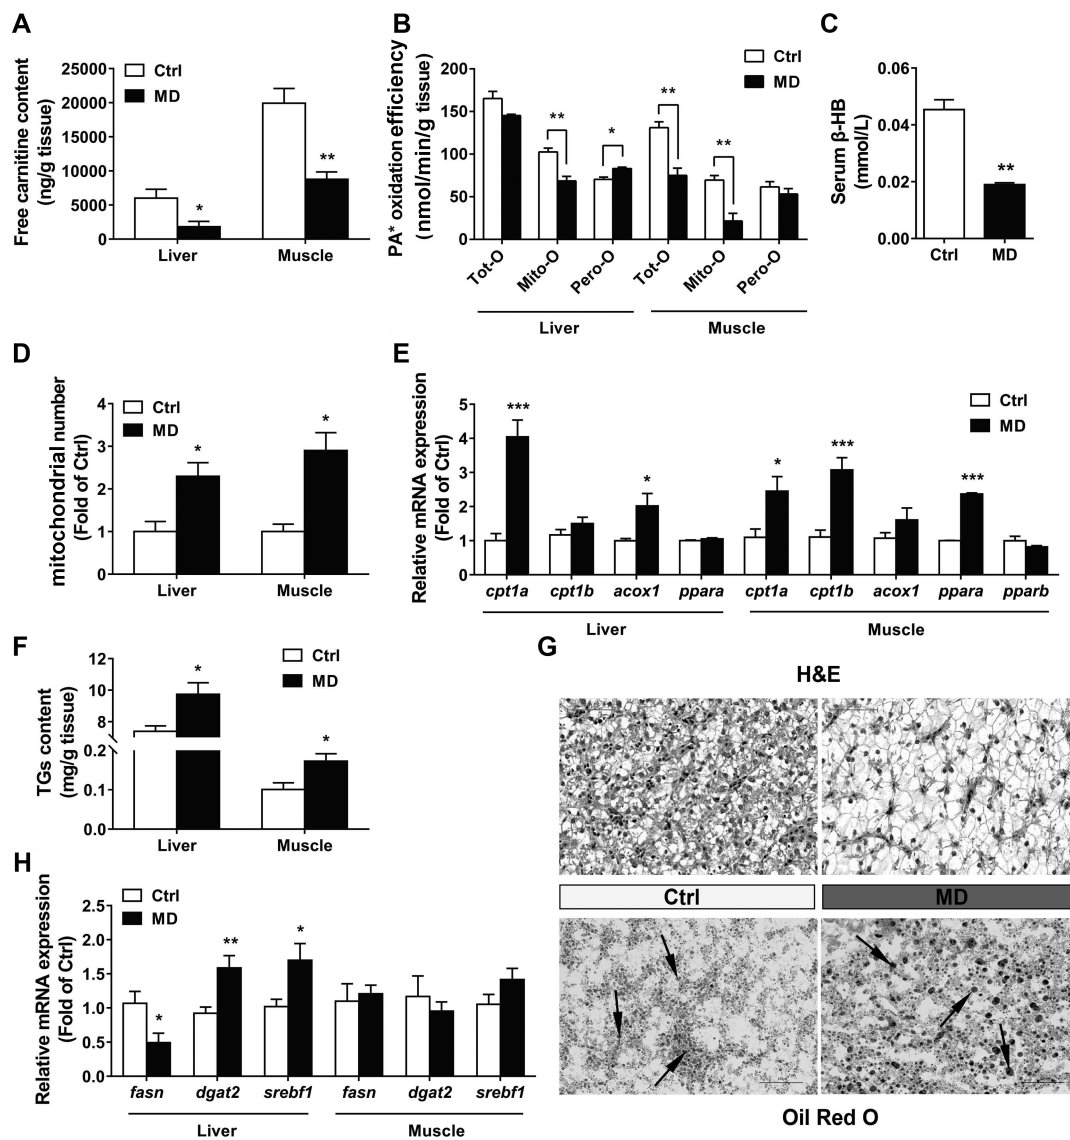 A
Free carnitine content
(ng/g tissue)
25000
20000
15000
10000
5000
0
Ctrl
MD
*
**
Liver
Muscle
B
PA* oxidation efficiency
(nmol/min/g tissue)
200
150
100
50
0
Ctrl
MD
**
*
**
**
Tot-O
Mito-O
Pero-O
Tot-O
Mito-O
Pero-O
Liver
Muscle
C
Serum β-HB
(mmol/L)
0.06
0.04
0.02
0.00
**
Ctrl
MD
D
mitochondrial number
(Fold of Ctrl)
4
3
2
1
0
Ctrl
MD
*
*
Liver
Muscle
E
Relative mRNA expression
(Fold of Ctrl)
5
4
3
2
1
0
Ctrl
MD
***
*
*
***
***
cpt1a
cpt1b
acox1
ppara
cpt1a
cpt1b
acox1
ppara
pparb
Liver
Muscle
F
TGs content
(mg/g tissue)
12
10
8
0.2
0.1
0.0
Ctrl
MD
*
*
Liver
Muscle
G
H&E
Ctrl
MD
Oil Red O
H
Relative mRNA expression
(Fold of Ctrl)
2.5
2.0
1.5
1.0
0.5
0.0
Ctrl
MD
*
**
*
fasn
dgat2
srebf1
fasn
dgat2
srebf1
Liver
Muscle